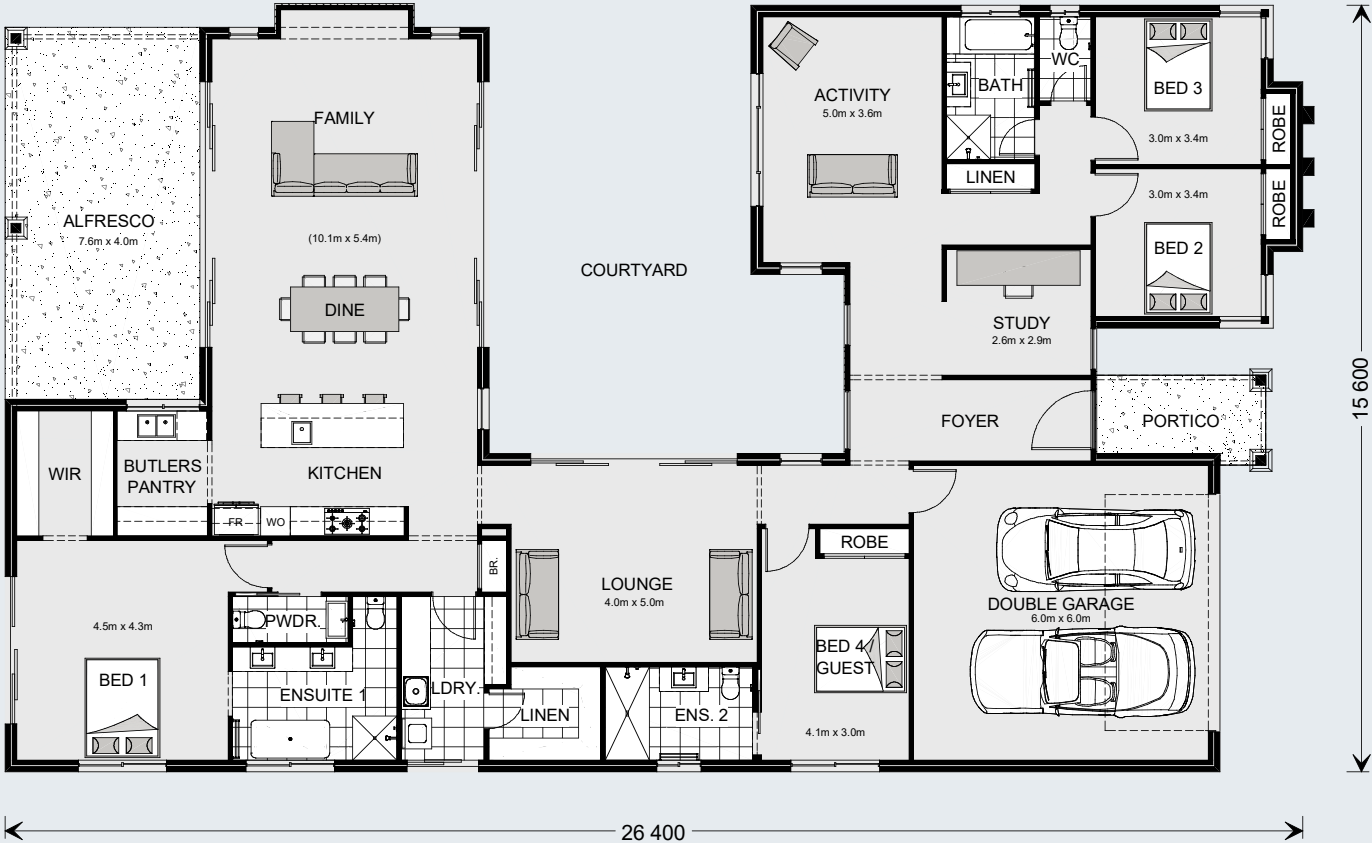 FAMILY
ALFRESCO
7.6m x 4.0m
(10.1m x 5.4m)
DINE
COURTYARD
ACTIVITY
5.0m x 3.6m
BATH
WC
BED 3
3.0m x 3.4m
ROBE
LINEN
3.0m x 3.4m
BED 2
ROBE
STUDY
2.6m x 2.9m
FOYER
PORTICO
WIR
BUTLERS
PANTRY
KITCHEN
FR
WO
BR.
LOUNGE
4.0m x 5.0m
ROBE
DOUBLE GARAGE
6.0m x 6.0m
4.5m x 4.3m
BED 1
PWDR.
ENSUITE 1
LDRY.
LINEN
ENS. 2
BED 4
GUEST
4.1m x 3.0m
15 600
26 400